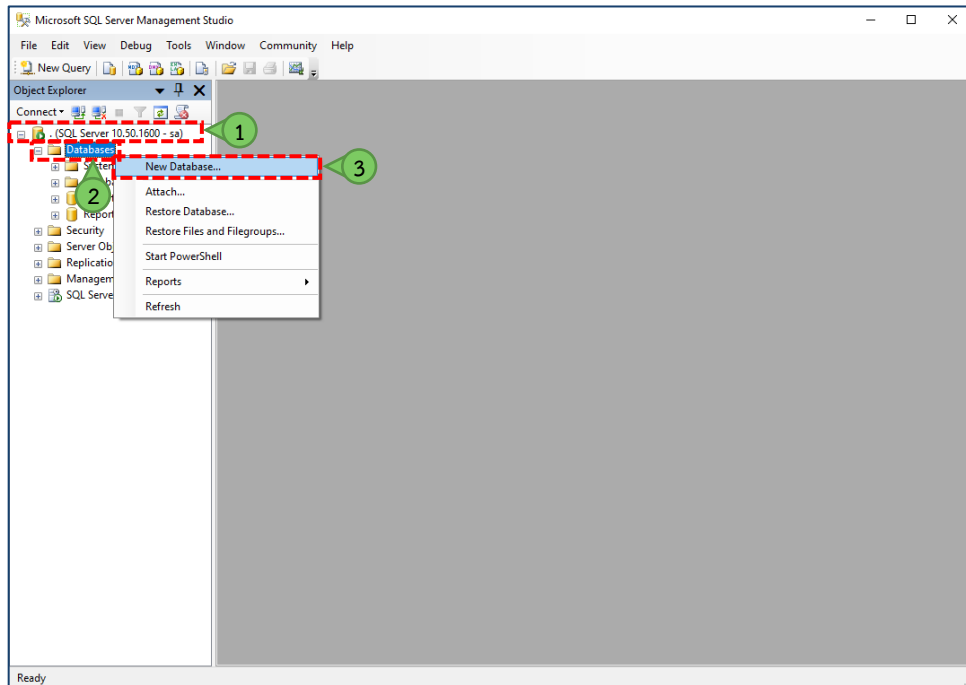 Microsoft SQL Server Management Studio
File Edit View Debug Tools Window Community Help
New Query
Object Explorer
Connect
. (SQL Server 10.50.1600 - sa)
1
Databases
New Database...
3
2
Attach...
Report
Restore Database...
Security
Restore Files and Filegroups...
Server Ob
Start PowerShell
Replicatio
Managem
Reports
SQL Serve
Refresh
Ready